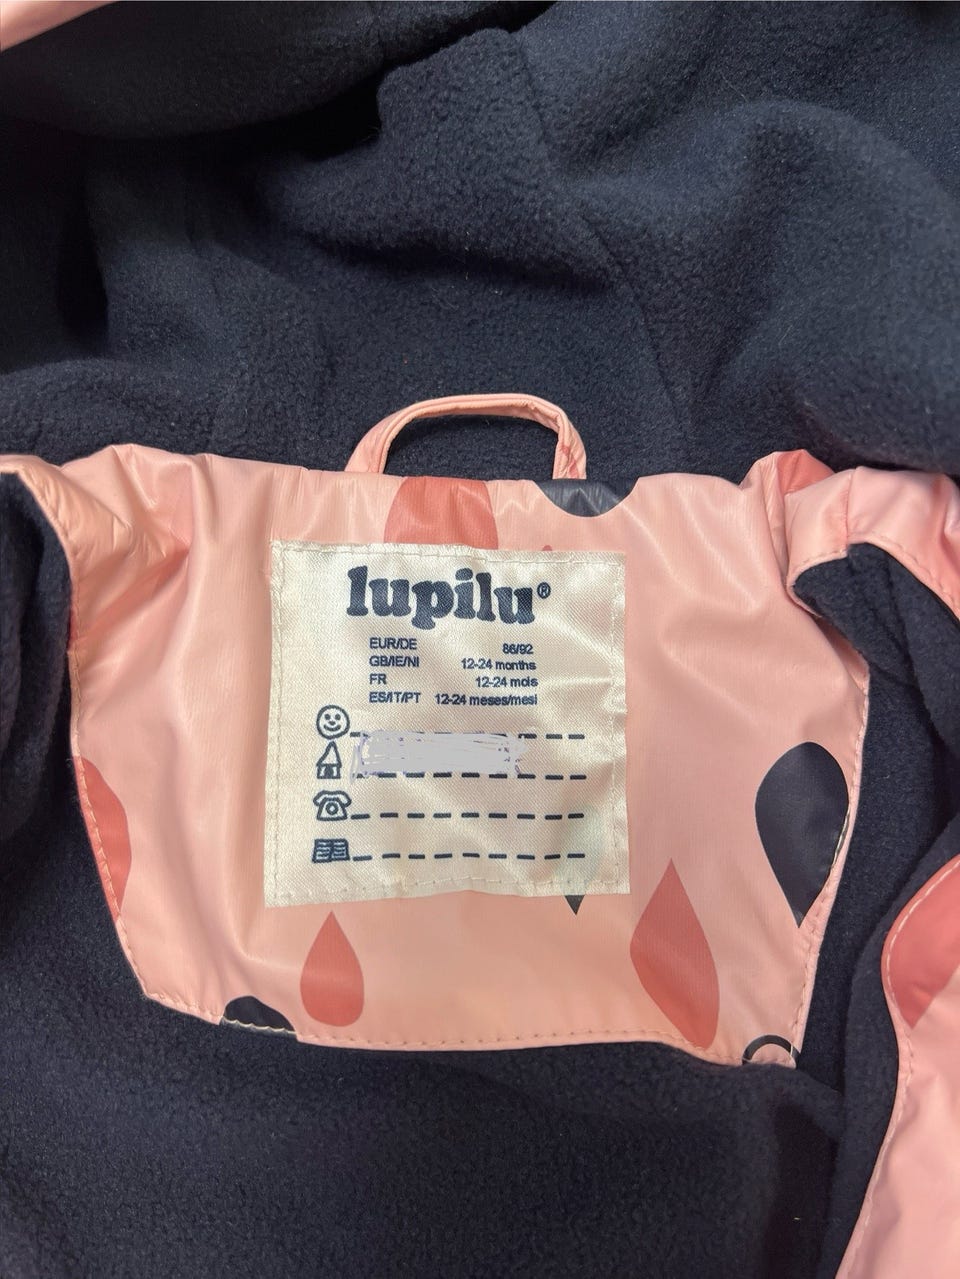 lupilu®
EUR/DE 86/92
GB/IE/NI 12-24 months
FR 12-24 mois
ES/IT/PT 12-24 meses/mesi